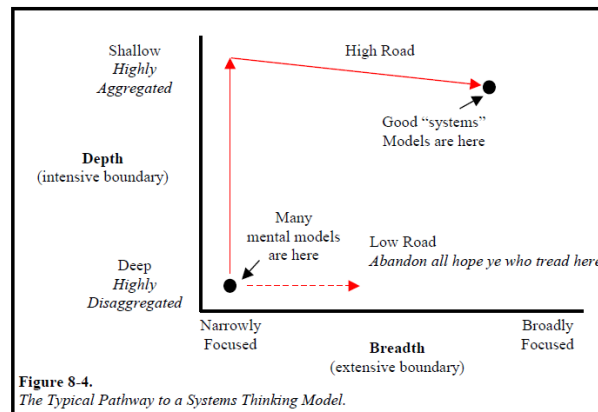 Shallow
Highly
Aggregated
High Road
Good “systems”
Models are here
Depth
(intensive boundary)
Many
mental models
are here
Low Road
Abandon all hope ye who tread here
Deep
Highly
Disaggregated
Narrowly
Focused
Broadly
Focused
Breadth
(extensive boundary)
Figure 8-4.
The Typical Pathway to a Systems Thinking Model.